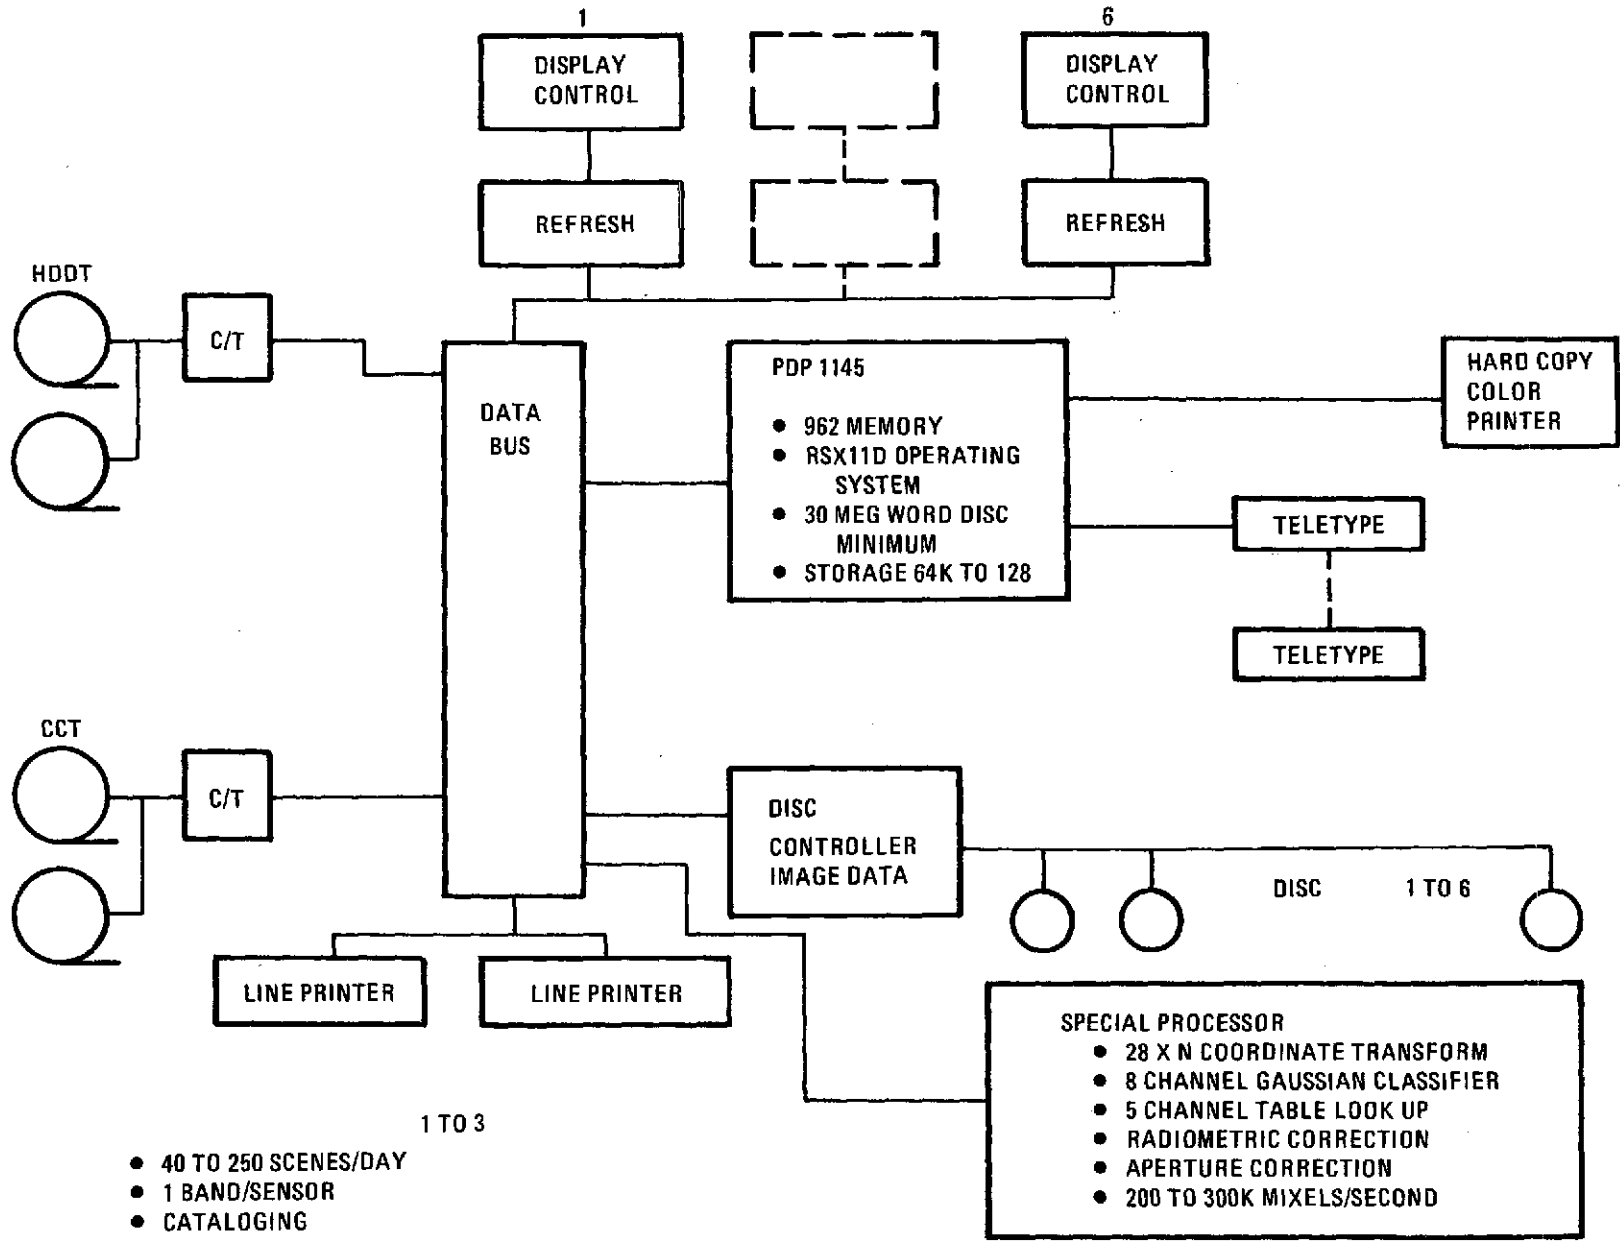 1
6
DISPLAY
CONTROL
DISPLAY
CONTROL
REFRESH
REFRESH
HDDT
C/T
DATA
BUS
PDP 1145
● 962 MEMORY
● RSX11D OPERATING
SYSTEM
● 30 MEG WORD DISC
MINIMUM
● STORAGE 64K TO 128
HARD COPY
COLOR
PRINTER
TELETYPE
TELETYPE
CCT
C/T
DISC
CONTROLLER
IMAGE DATA
DISC 1 TO 6
LINE PRINTER
LINE PRINTER
SPECIAL PROCESSOR
● 28 X N COORDINATE TRANSFORM
● 8 CHANNEL GAUSSIAN CLASSIFIER
● 5 CHANNEL TABLE LOOK UP
● RADIOMETRIC CORRECTION
● APERTURE CORRECTION
● 200 TO 300K MIXELS/SECOND
1 TO 3
● 40 TO 250 SCENES/DAY
● 1 BAND/SENSOR
● CATALOGING